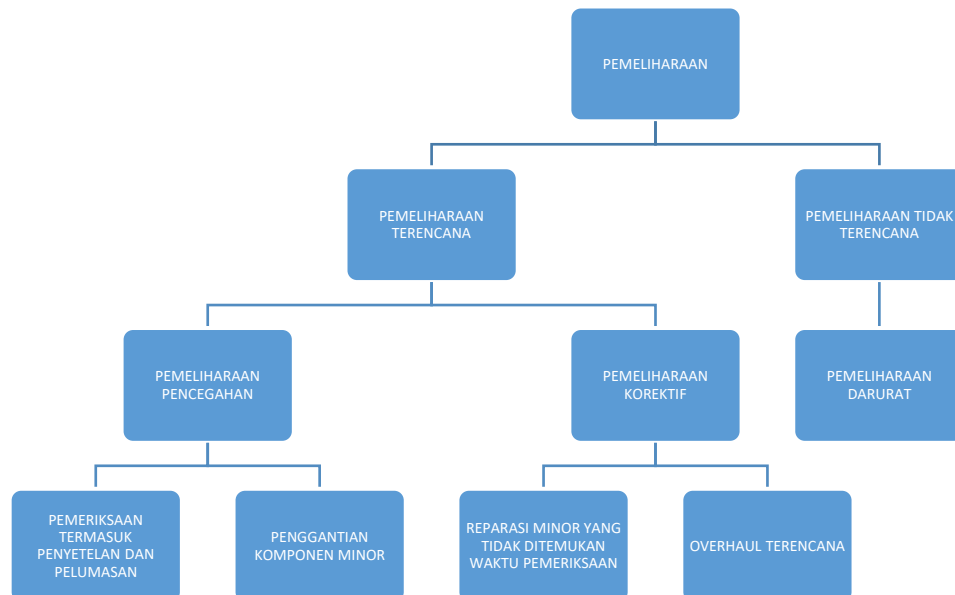 PEMELIHARAAN
PEMELIHARAAN
TERENCANA
PEMELIHARAAN TIDAK
TERENCANA
PEMELIHARAAN
PENCEGAHAN
PEMELIHARAAN
KOREKTIF
PEMELIHARAAN
DARURAT
PEMERIKSAAN
TERMASUK
PENYETELAN DAN
PELUMASAN
PENGGANTIAN
KOMPONEN MINOR
REPARASI MINOR YANG
TIDAK DITEMUKAN
WAKTU PEMERIKSAAN
OVERHAUL TERENCANA